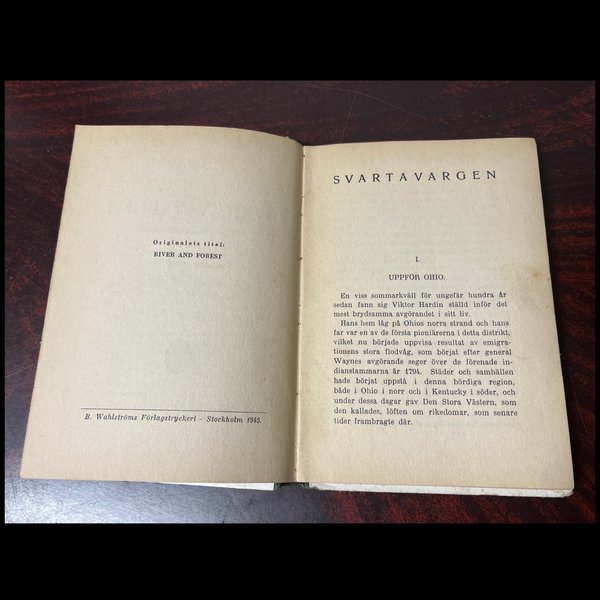 Originalets titel:
RIVER AND FOREST
B. Wahlströms Förlagstryckeri - Stockholm 1945.
SVARTAVARGEN
I.
UPPFÖR OHIO.
En viss sommarkväll för ungefär hundra år
sedan fann sig Viktor Hardin ställd inför det
mest brydsamma avgörandet i sitt liv.
Hans hem låg på Ohios norra strand och hans
far var en av de första pioniärerna i detta distrikt,
vilket nu började uppvisa resultat av emigra-
tionens stora flodvåg, som börjat efter general
Waynes avgörande seger över de förenade in-
dianstammarna år 1794. Städer och samhällen
hade börjat uppstå i denna bördiga region,
både i Ohio i norr och i Kentucky i söder, och
under dessa dagar gav Den Stora Västern, som
den kallades, löften om rikedomar, som senare
tider frambragte där.